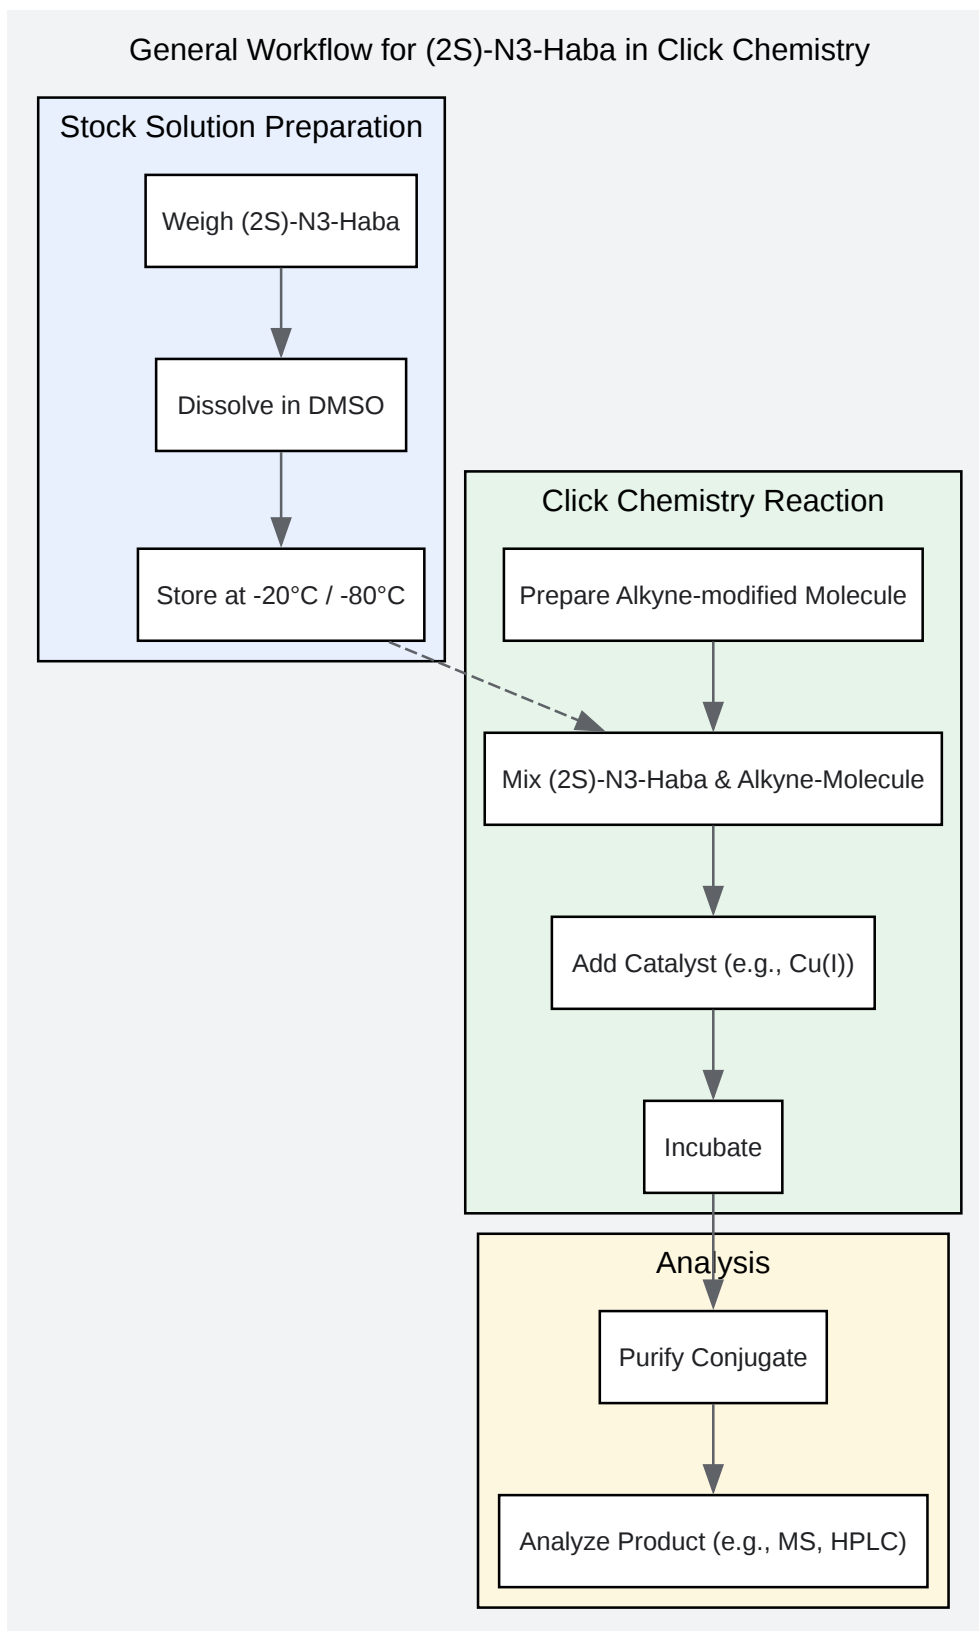 General Workflow for (2S)-N3-Haba in Click Chemistry
Stock Solution Preparation
Weigh (2S)-N3-Haba
Dissolve in DMSO
Store at -20°C / -80°C
Click Chemistry Reaction
Prepare Alkyne-modified Molecule
Mix (2S)-N3-Haba & Alkyne-Molecule
Add Catalyst (e.g., Cu(I))
Incubate
Analysis
Purify Conjugate
Analyze Product (e.g., MS, HPLC)